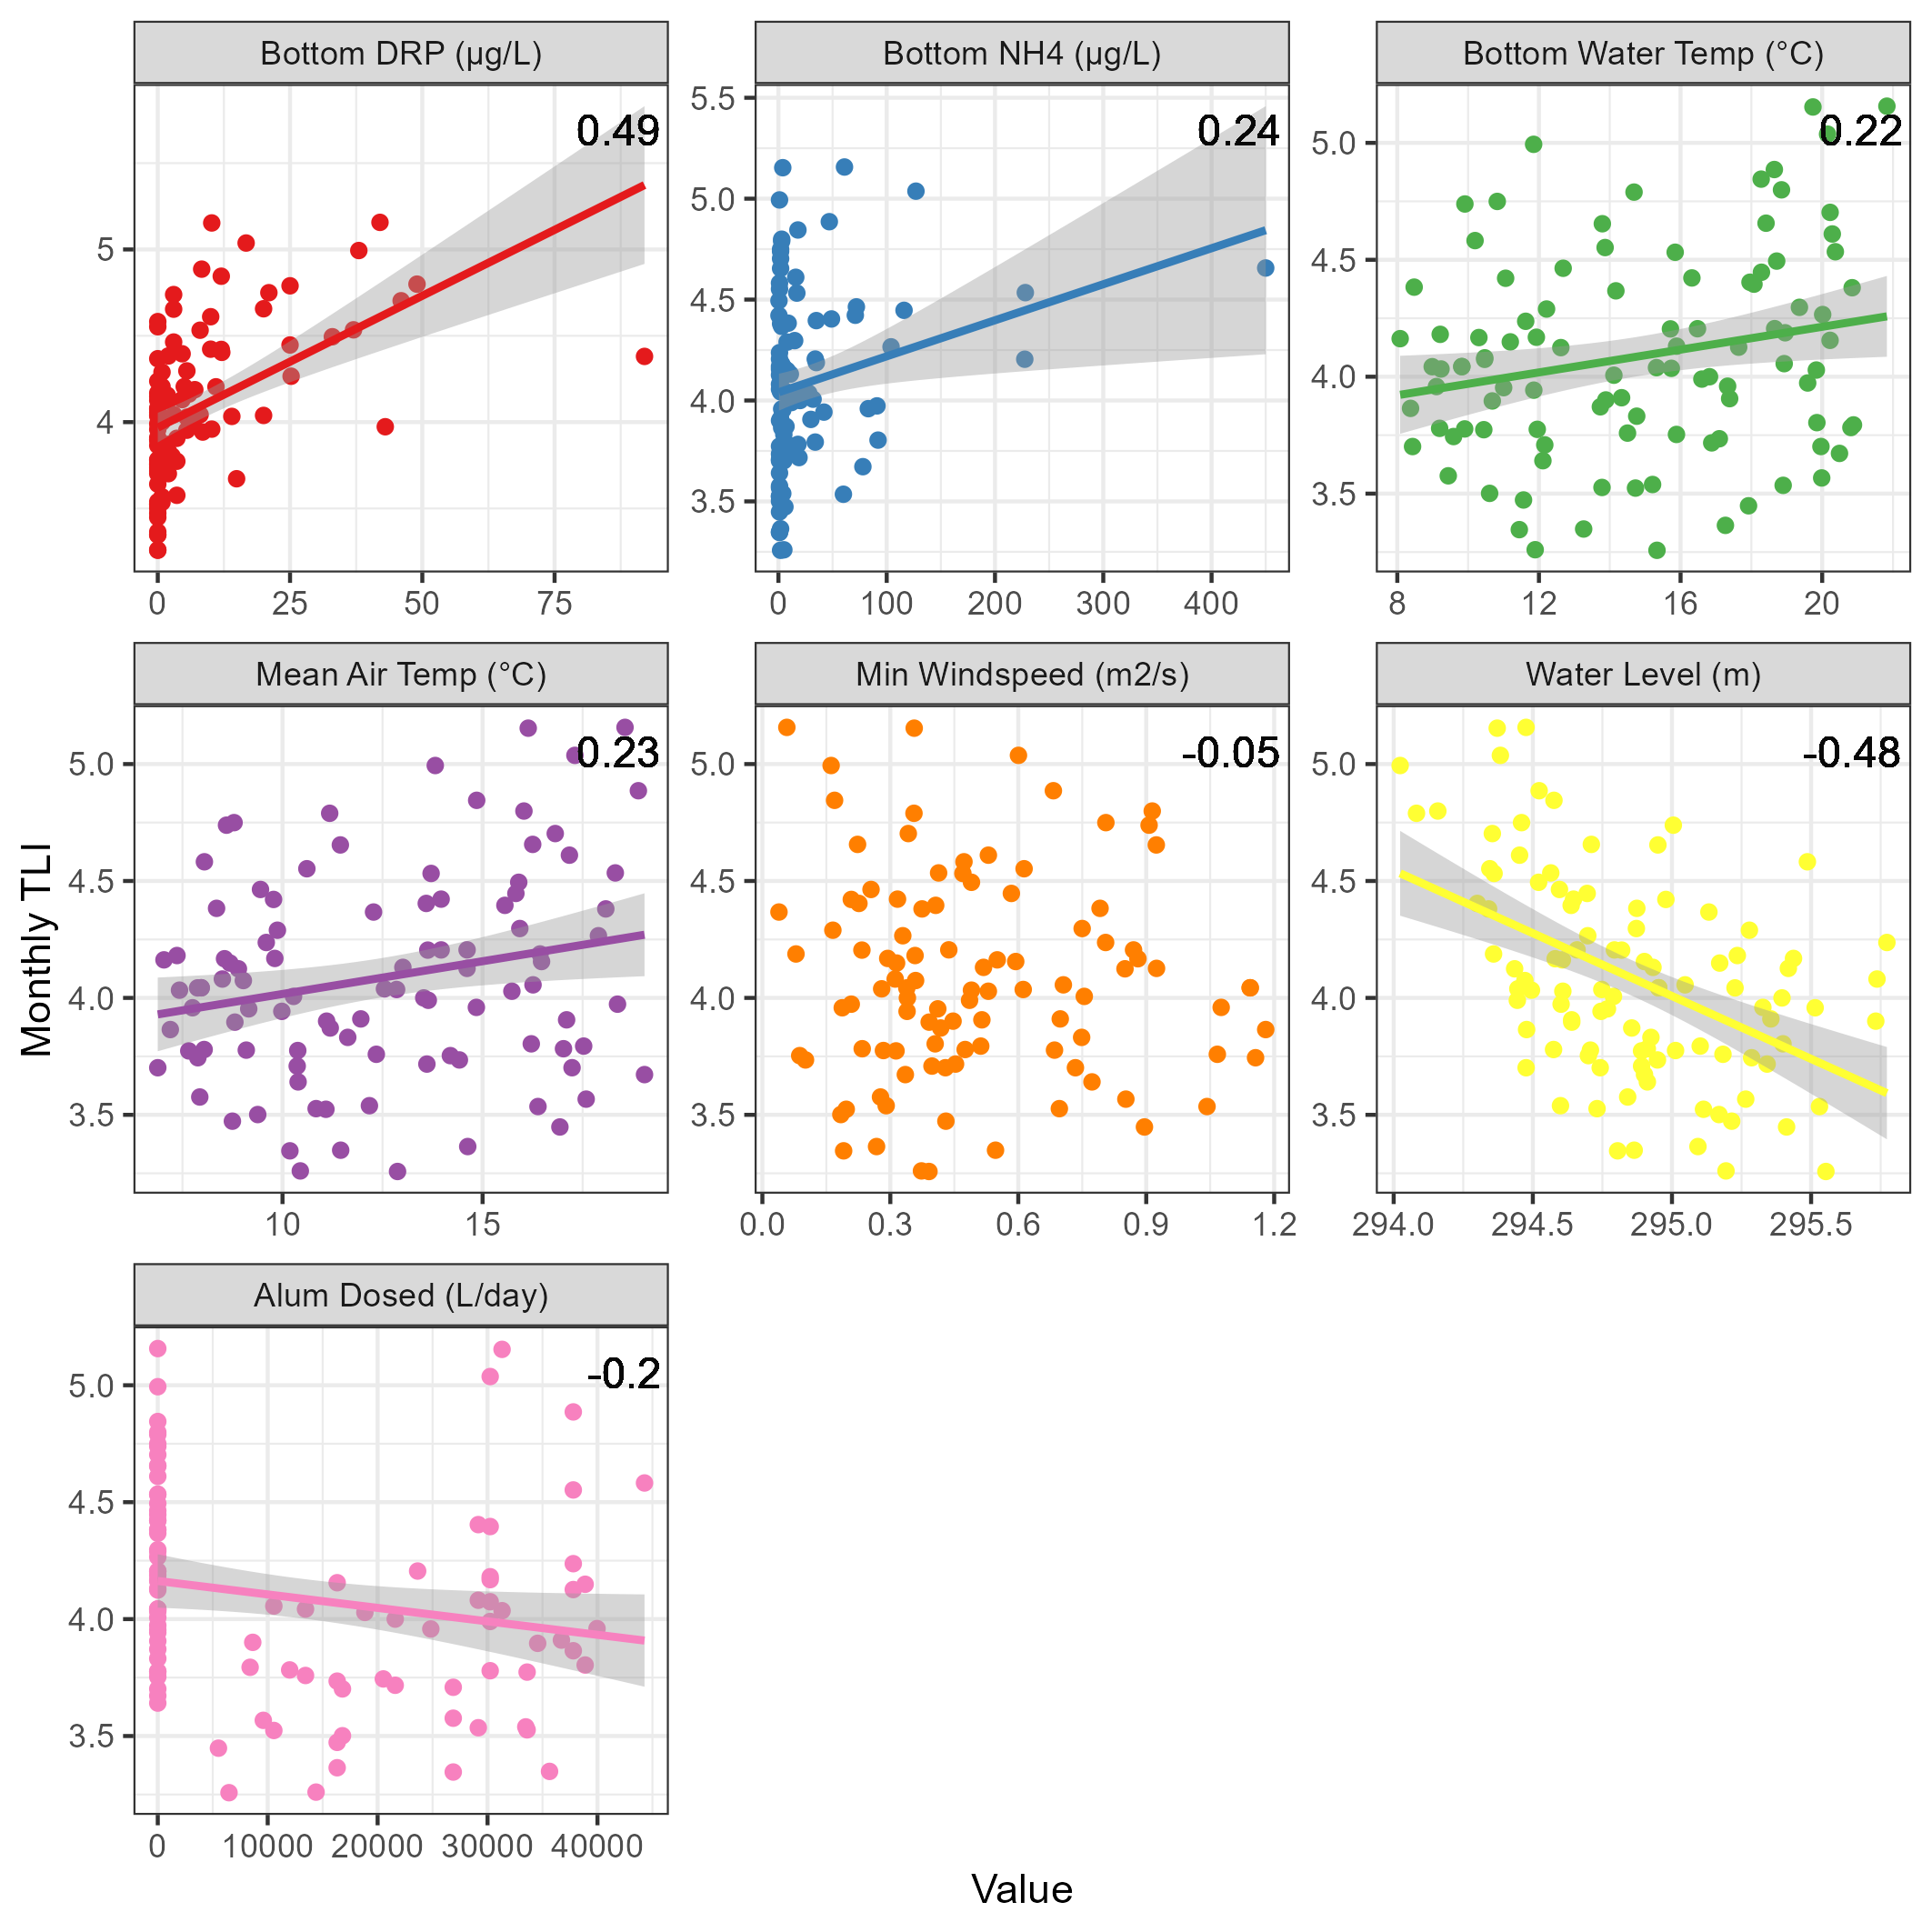 Bottom DRP (µg/L) Bottom NH4 (µg/L) Bottom Water Temp (°C)
0.49 0.24 0.22
5
4
5.5
5.0
4.5
4.0
3.5
5.0
4.5
4.0
3.5
0 25 50 75
0 100 200 300 400
8 12 16 20
Mean Air Temp (°C) Min Windspeed (m2/s) Water Level (m)
0.23 -0.05 -0.48
5.0
4.5
4.0
3.5
5.0
4.5
4.0
3.5
5.0
4.5
4.0
3.5
10 15
0.0 0.3 0.6 0.9 1.2
294.0 294.5 295.0 295.5
Monthly TLI
Alum Dosed (L/day)
-0.2
5.0
4.5
4.0
3.5
0 10000 20000 30000 40000
Value